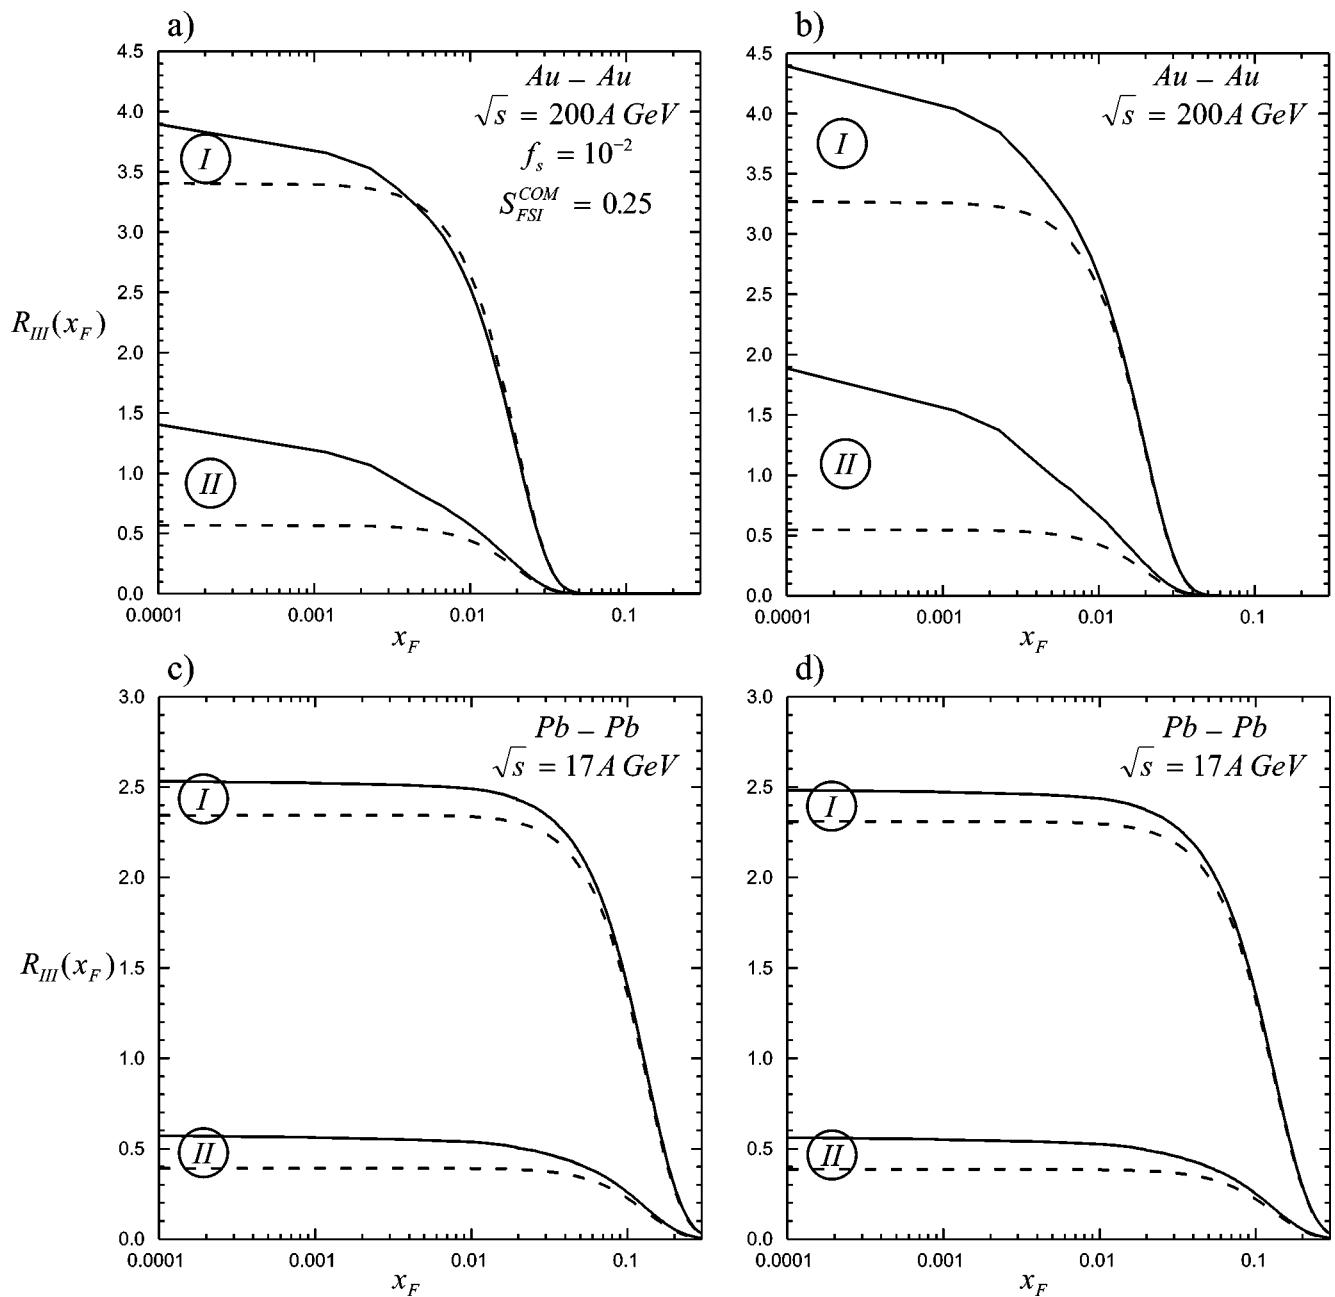 a)
4.5
4.0
3.5
3.0
2.5
2.0
1.5
1.0
0.5
0.0
R_III(x_F)
Au – Au
√s = 200A GeV
f_s = 10^−2
S_FSI^COM = 0.25
I
II
0.0001 0.001 0.01 0.1
x_F
b)
4.5
4.0
3.5
3.0
2.5
2.0
1.5
1.0
0.5
0.0
Au – Au
√s = 200A GeV
I
II
0.0001 0.001 0.01 0.1
x_F
c)
3.0
2.5
2.0
1.5
1.0
0.5
0.0
R_III(x_F)
Pb – Pb
√s = 17A GeV
I
II
0.0001 0.001 0.01 0.1
x_F
d)
3.0
2.5
2.0
1.5
1.0
0.5
0.0
Pb – Pb
√s = 17A GeV
I
II
0.0001 0.001 0.01 0.1
x_F